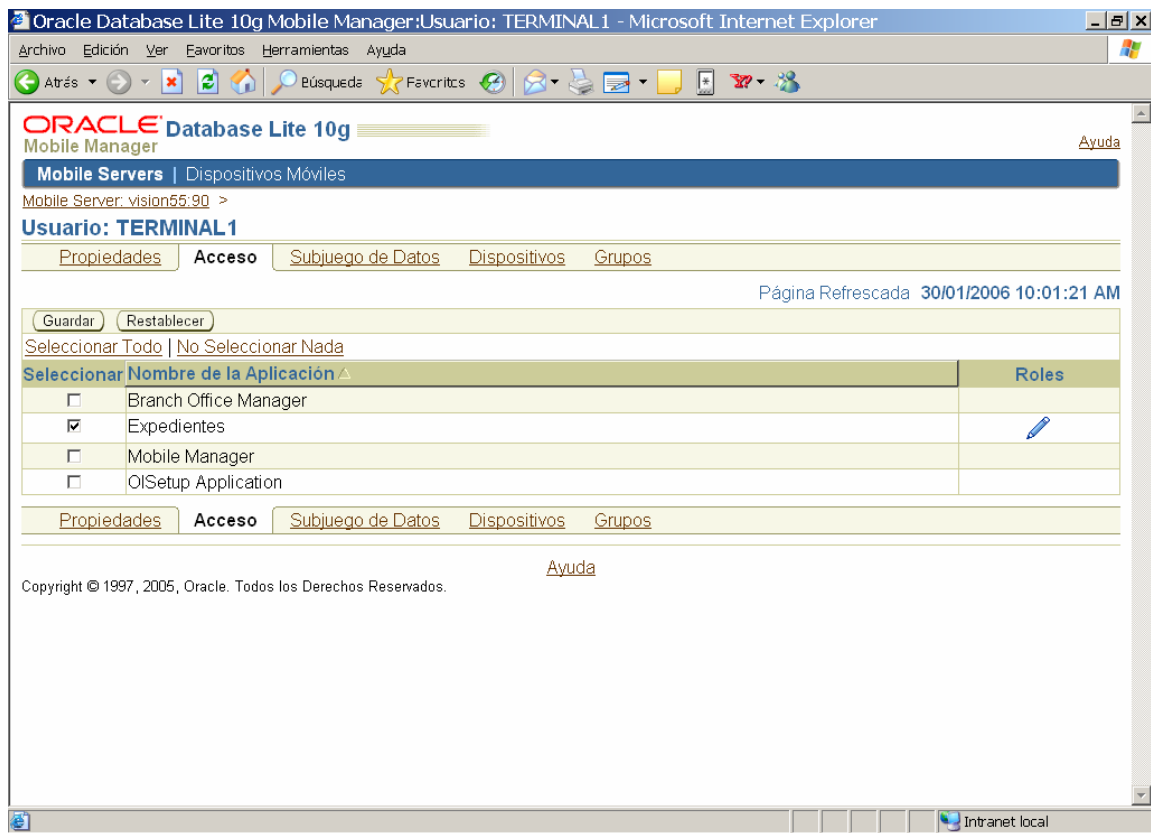 Oracle Database Lite 10g Mobile Manager:Usuario: TERMINAL1 - Microsoft Internet Explorer
Archivo Edición Ver Favoritos Herramientas Ayuda
Atrás Búsqueda Favoritos
ORACLE Database Lite 10g
Mobile Manager
Ayuda
Mobile Servers | Dispositivos Móviles
Mobile Server: vision55:90 >
Usuario: TERMINAL1
Propiedades Acceso Subjuego de Datos Dispositivos Grupos
Página Refrescada 30/01/2006 10:01:21 AM
Guardar Restablecer
Seleccionar Todo | No Seleccionar Nada
Seleccionar Nombre de la Aplicación Roles
Branch Office Manager
Expedientes
Mobile Manager
OISetup Application
Propiedades Acceso Subjuego de Datos Dispositivos Grupos
Ayuda
Copyright © 1997, 2005, Oracle. Todos los Derechos Reservados.
Intranet local